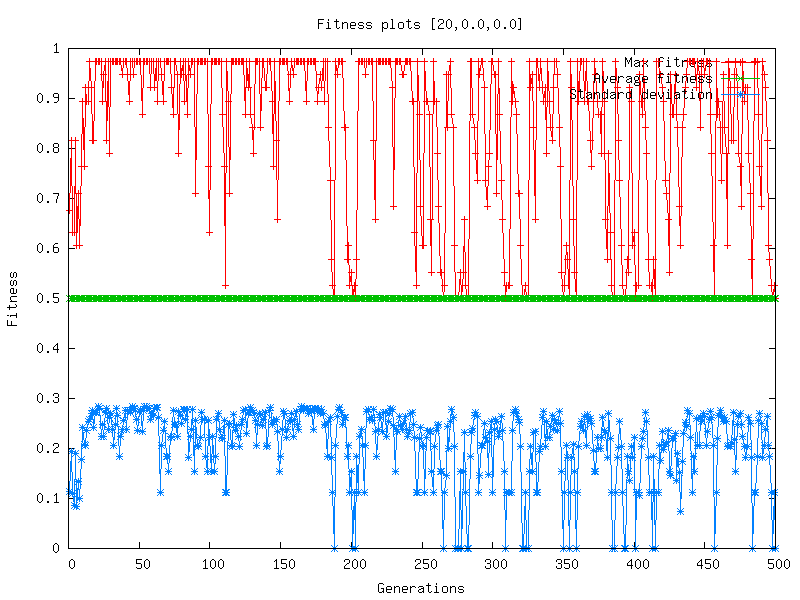 Fitness plots [20,0.0,0.0]
1
Max Fitness
Average fitness
0.9
Standard deviation
0.8
0.7
0.6
Fitness
0.5
0.4
0.3
0.2
0.1
0
0 50 100 150 200 250 300 350 400 450 500
Generations